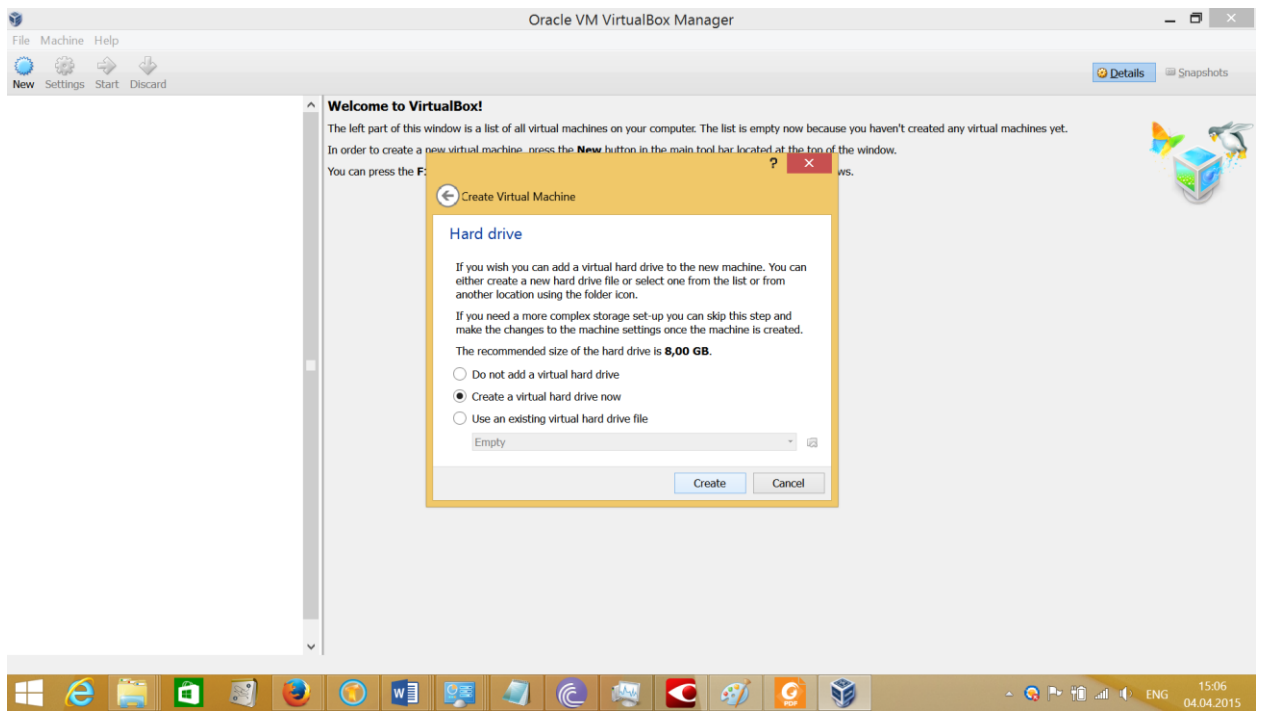 Oracle VM VirtualBox Manager
File Machine Help
New Settings Start Discard
Details Snapshots
Welcome to VirtualBox!
The left part of this window is a list of all virtual machines on your computer. The list is empty now because you haven't created any virtual machines yet.
In order to create a new virtual machine, press the New button in the main tool bar located at the top of the window.
You can press the F
ws.
?
Create Virtual Machine
Hard drive
If you wish you can add a virtual hard drive to the new machine. You can
either create a new hard drive file or select one from the list or from
another location using the folder icon.
If you need a more complex storage set-up you can skip this step and
make the changes to the machine settings once the machine is created.
The recommended size of the hard drive is 8,00 GB.
Do not add a virtual hard drive
Create a virtual hard drive now
Use an existing virtual hard drive file
Empty
Create Cancel
ENG
15:06
04.04.2015